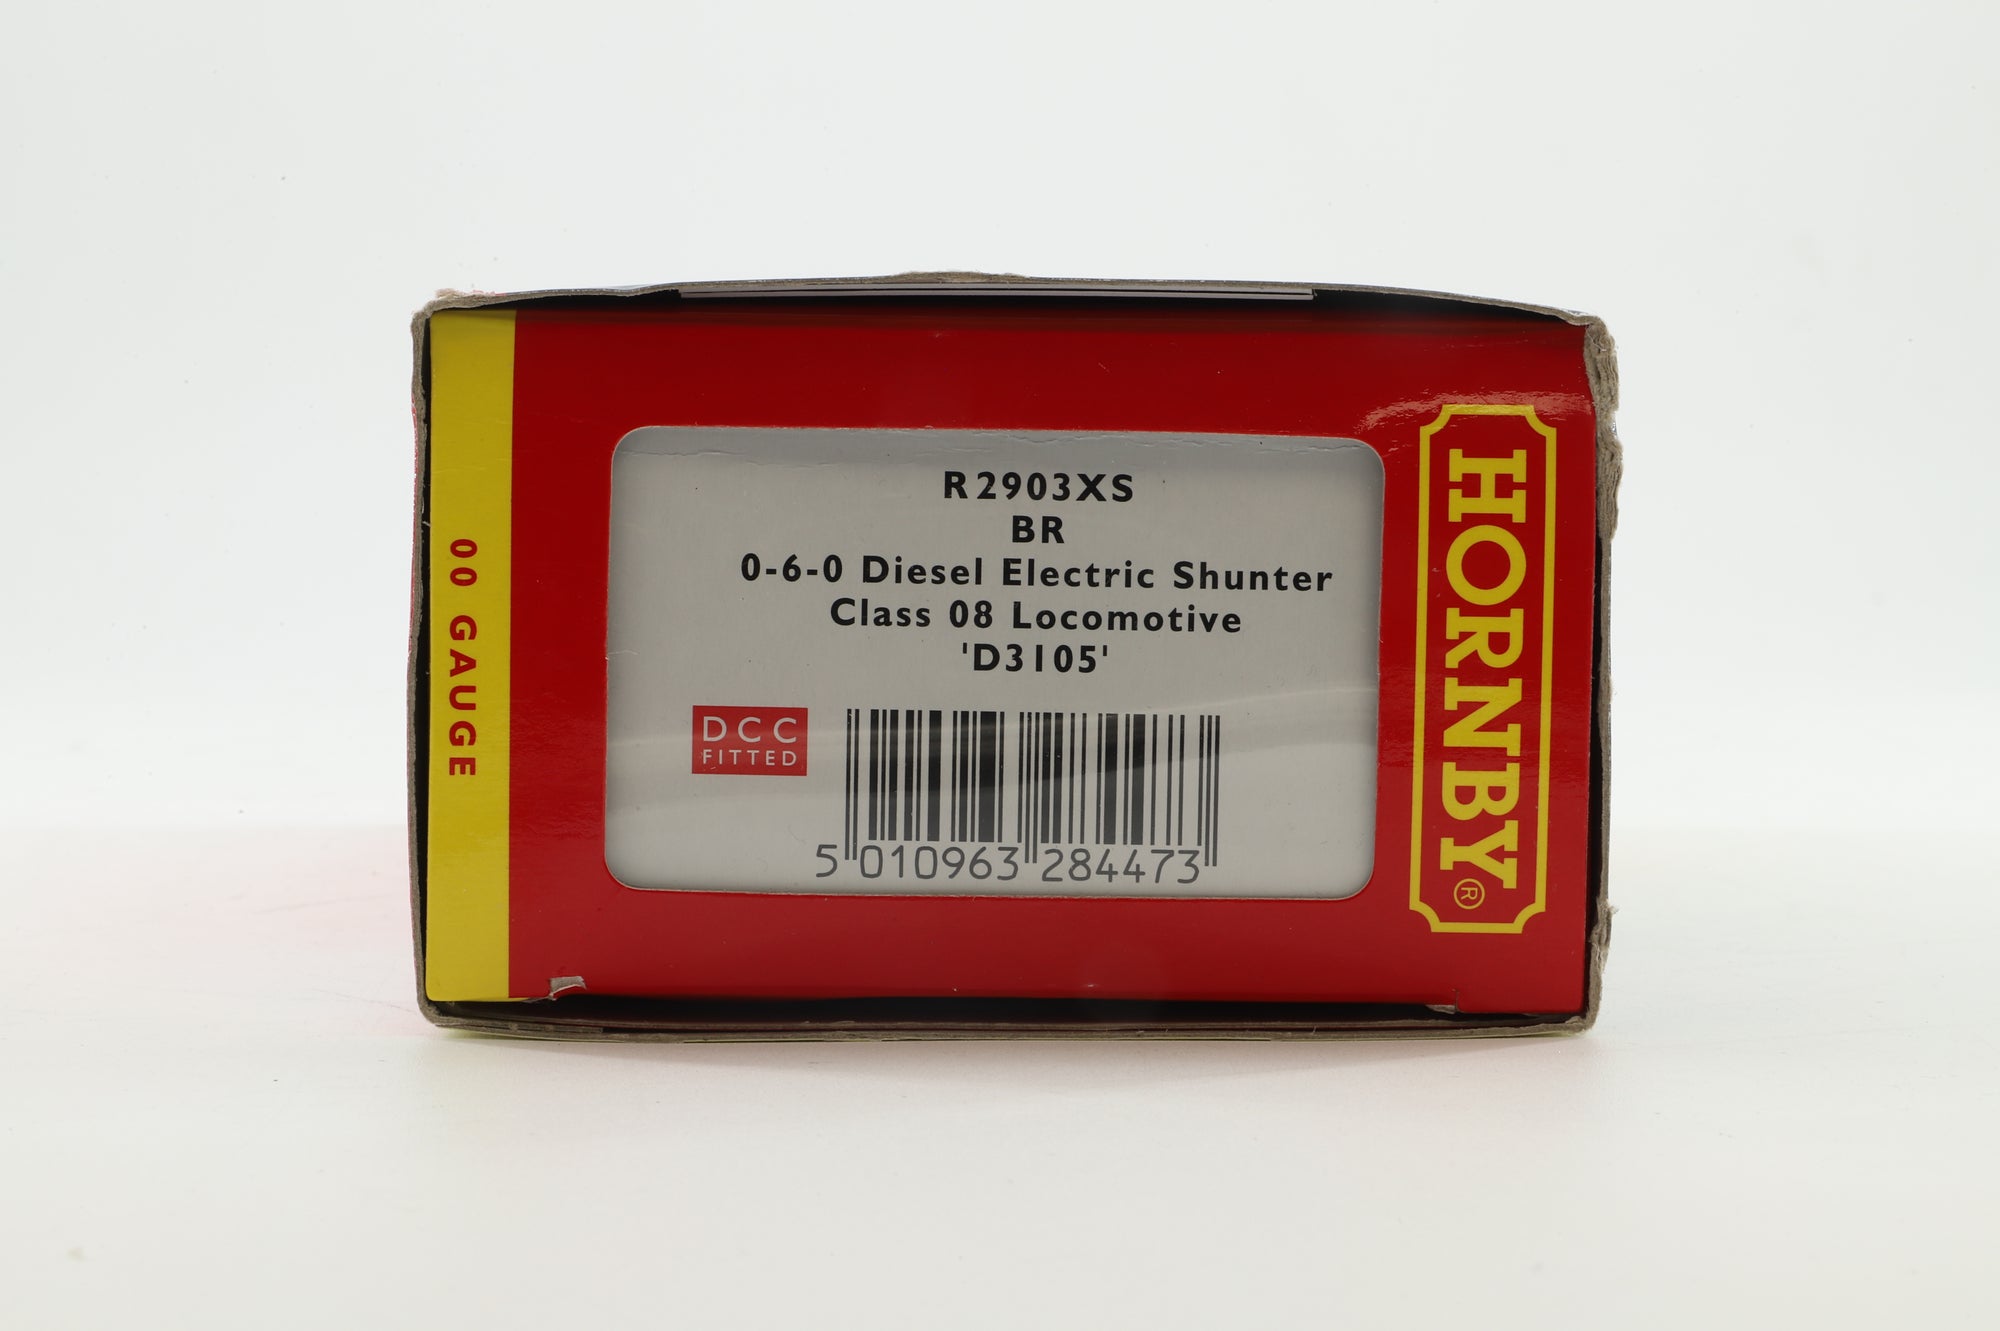 00 GAUGE
R2903XS
BR
0-6-0 Diesel Electric Shunter
Class 08 Locomotive
'D3105'
DCC
FITTED
5 010963 284473
HORNBY®